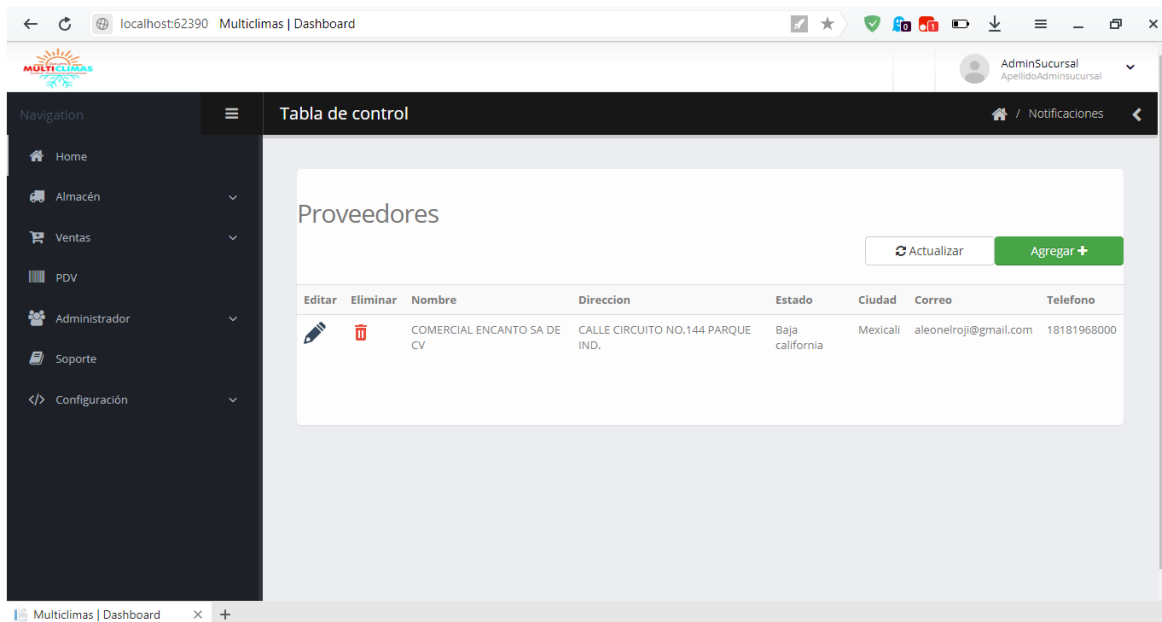 localhost:62390 Multiclimas | Dashboard
MULTICLIMAS
AdminSucursal
ApellidoAdminsucursal
Navigation
Tabla de control
/ Notificaciones
Home
Almacén
Ventas
PDV
Administrador
Soporte
</> Configuración
Proveedores
Actualizar
Agregar +
Editar Eliminar Nombre Direccion Estado Ciudad Correo Telefono
COMERCIAL ENCANTO SA DE CALLE CIRCUITO NO.144 PARQUE Baja Mexicali aleonelroji@gmail.com 18181968000
CV IND. california
Multiclimas | Dashboard